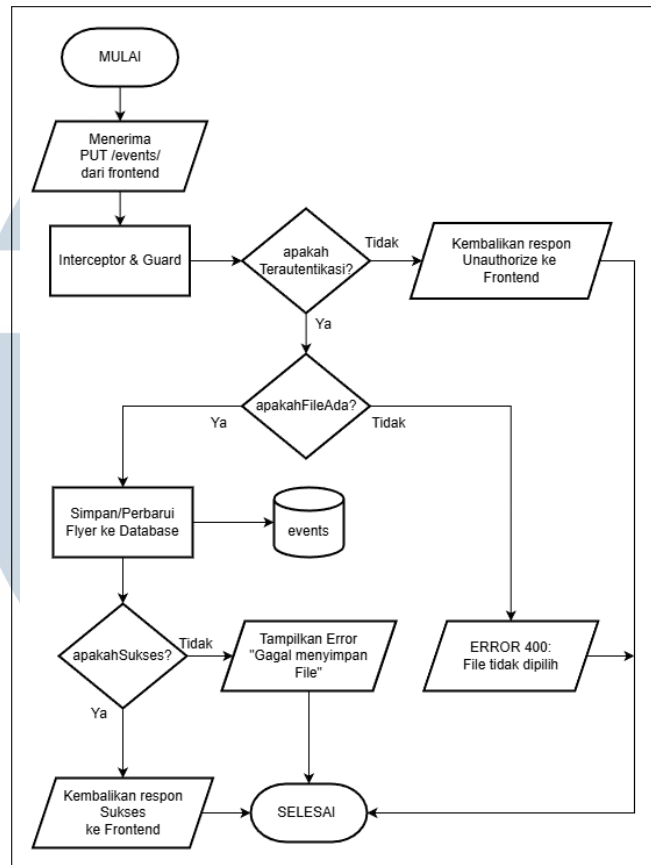 MULAI
Menerima
PUT /events/
dari frontend
Interceptor & Guard
apakah
Terautentikasi?
Tidak
Kembalikan respon
Unauthorize ke
Frontend
Ya
apakahFileAda?
Ya
Tidak
Simpan/Perbarui
Flyer ke Database
events
apakahSukses?
Tidak
Tampilkan Error
"Gagal menyimpan
File"
ERROR 400:
File tidak dipilih
Ya
Kembalikan respon
Sukses
ke Frontend
SELESAI